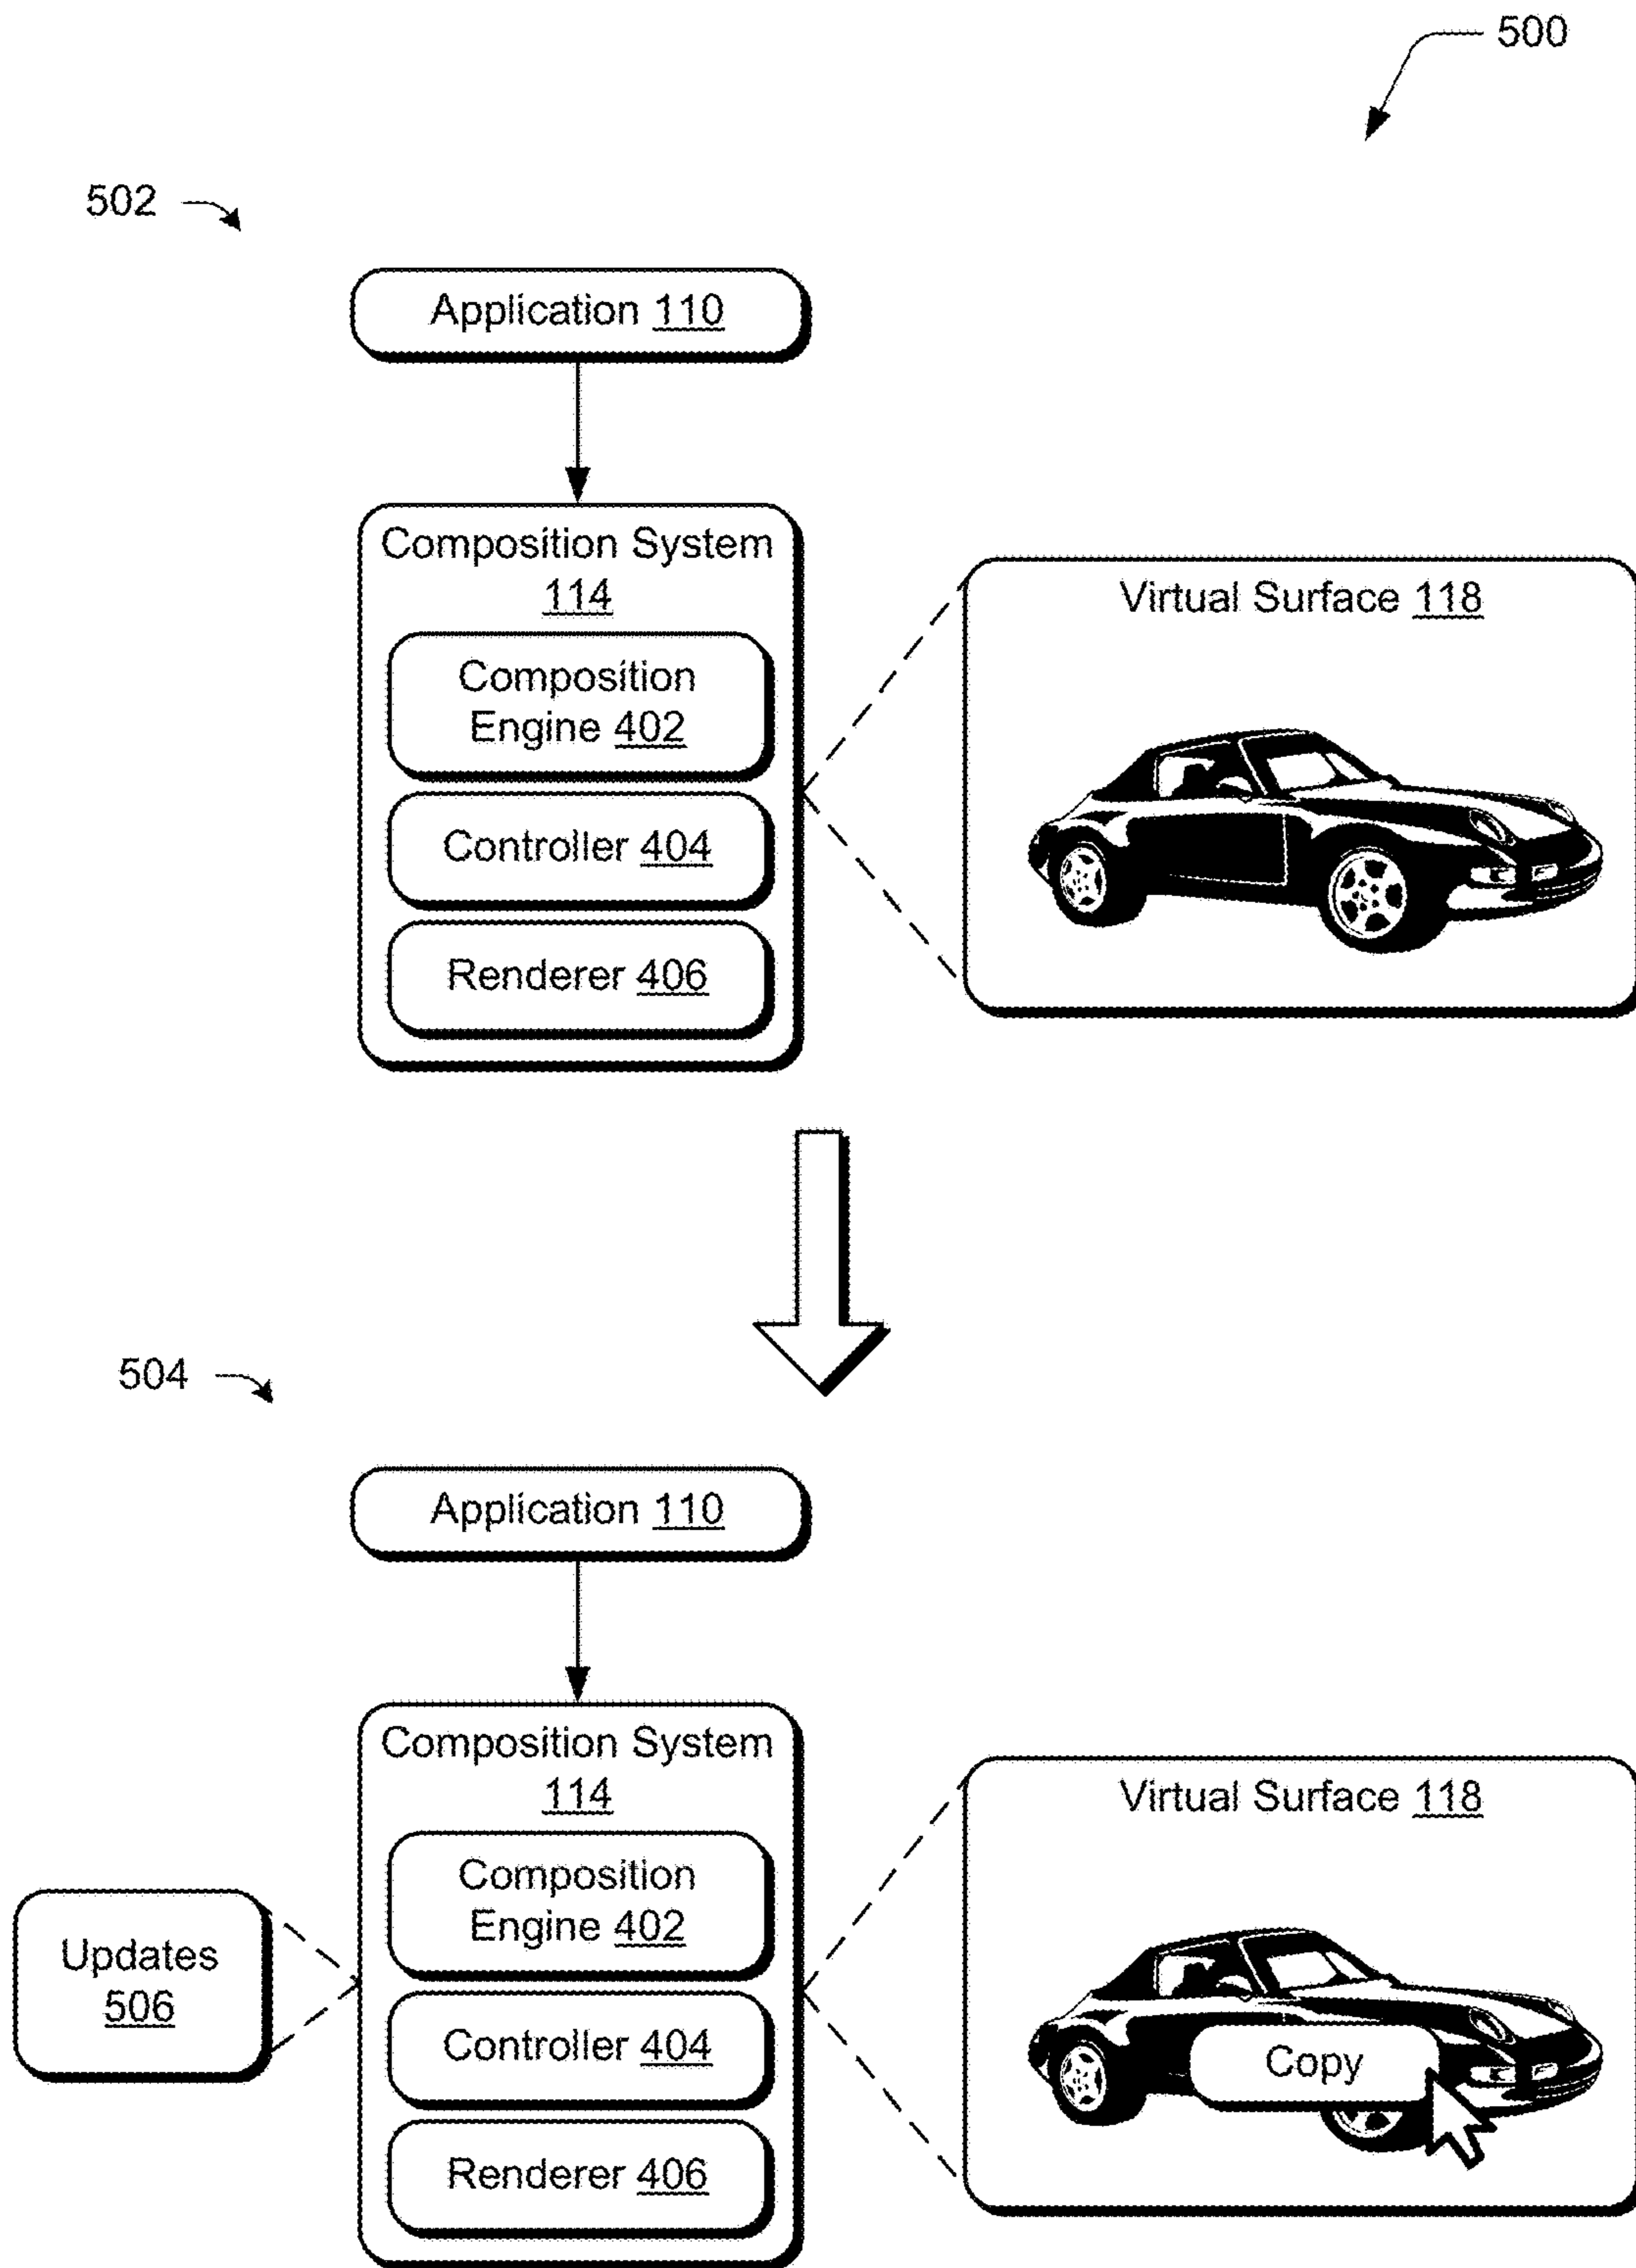 500
502
Application 110
Composition System
114
Composition
Engine 402
Controller 404
Renderer 406
Virtual Surface 118
504
Application 110
Composition System
114
Composition
Engine 402
Controller 404
Renderer 406
Updates
506
Virtual Surface 118
Copy